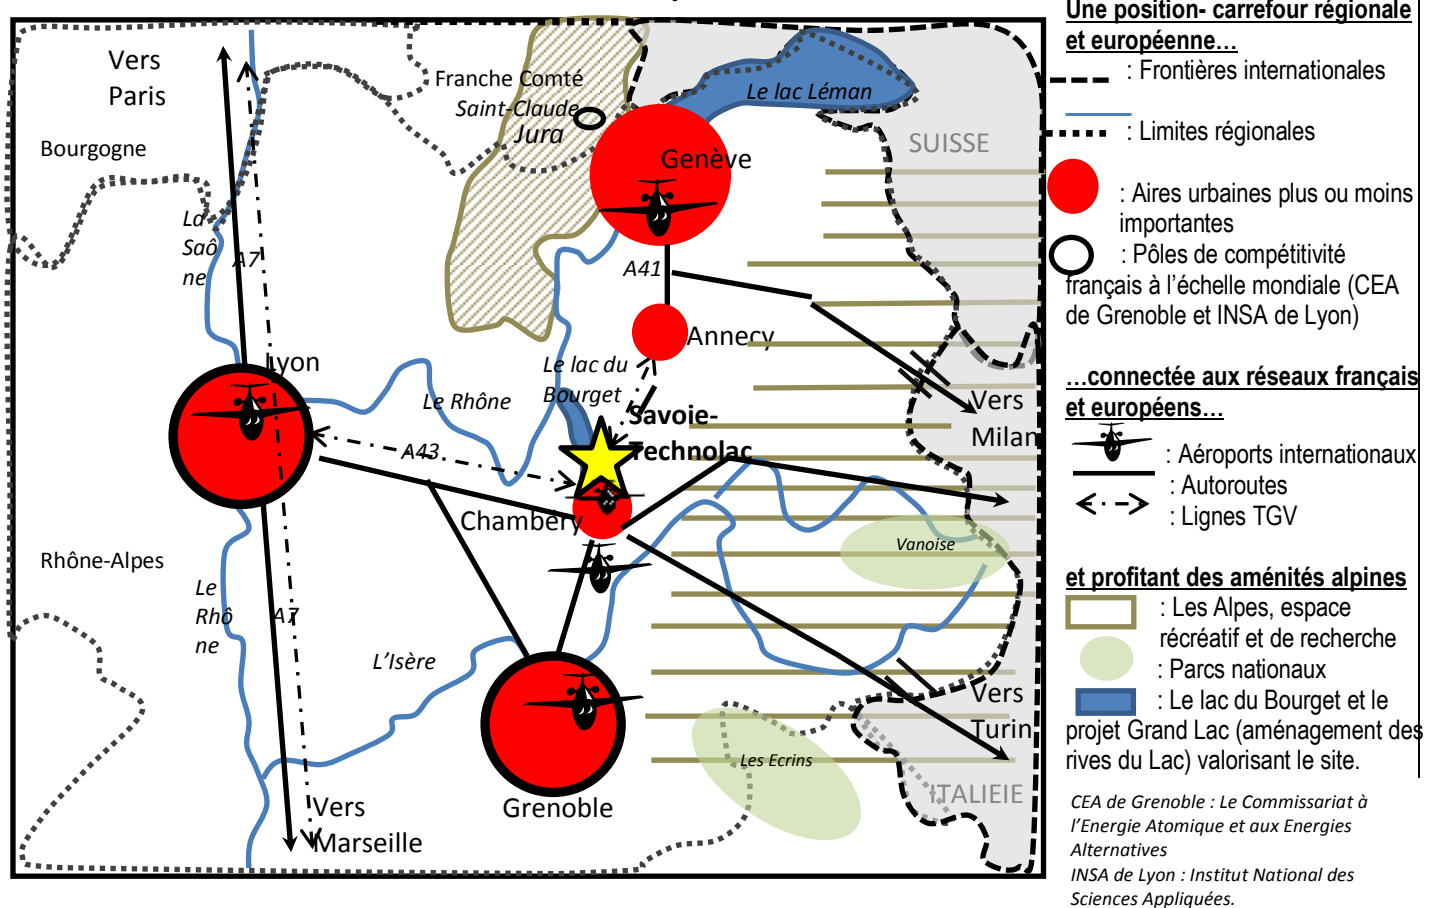 Vers
Paris
Bourgogne
Franche Comté
Saint-Claude
Jura
Le lac Léman
SUISSE
Genève
La
Saô
ne
A7
A41
Annecy
Lyon
Le lac du
Bourget
Le Rhône
Savoie-
Technolac
A43
Vers
Milan
Chambéry
Vanoise
Rhône-Alpes
Le
Rhô
ne
A7
L'Isère
Vers
Turin
Les Ecrins
ITALIEIE
Grenoble
Vers
Marseille
Une position- carrefour régionale
et européenne…
: Frontières internationales
: Limites régionales
: Aires urbaines plus ou moins
importantes
: Pôles de compétitivité
français à l'échelle mondiale (CEA
de Grenoble et INSA de Lyon)
…connectée aux réseaux français
et européens…
: Aéroports internationaux
: Autoroutes
: Lignes TGV
et profitant des aménités alpines
: Les Alpes, espace
récréatif et de recherche
: Parcs nationaux
: Le lac du Bourget et le
projet Grand Lac (aménagement des
rives du Lac) valorisant le site.
CEA de Grenoble : Le Commissariat à
l'Energie Atomique et aux Energies
Alternatives
INSA de Lyon : Institut National des
Sciences Appliquées.